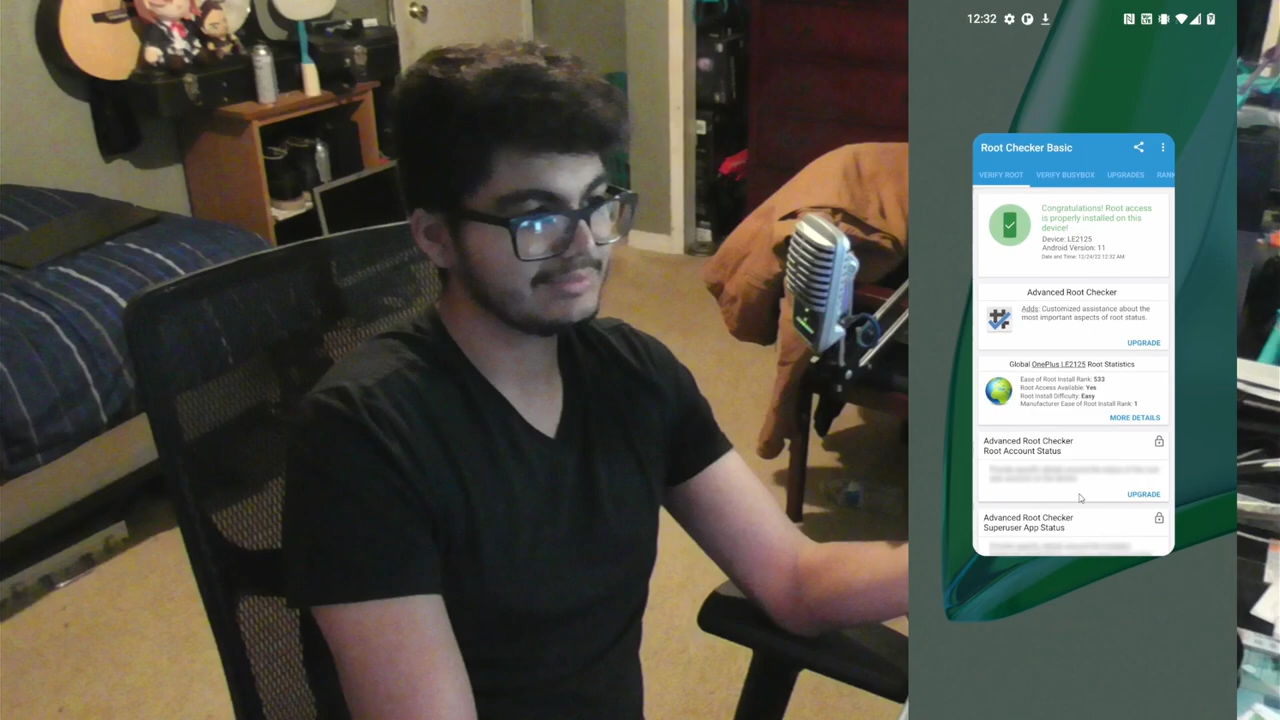 12:32
Root Checker Basic
VERIFY ROOT VERIFY BUSYBOX UPGRADES RANK
Congratulations! Root access
is properly installed on this
device!
Device: LE2125
Android Version: 11
Date and Time: 12/24/22 12:32 AM
Advanced Root Checker
Adds: Customized assistance about the
most important aspects of root status.
UPGRADE
Global OnePlus LE2125 Root Statistics
Ease of Root Install Rank: 533
Root Access Available: Yes
Root Install Difficulty: Easy
Manufacturer Ease of Root Install Rank: 1
MORE DETAILS
Advanced Root Checker
Root Account Status
UPGRADE
Advanced Root Checker
Superuser App Status